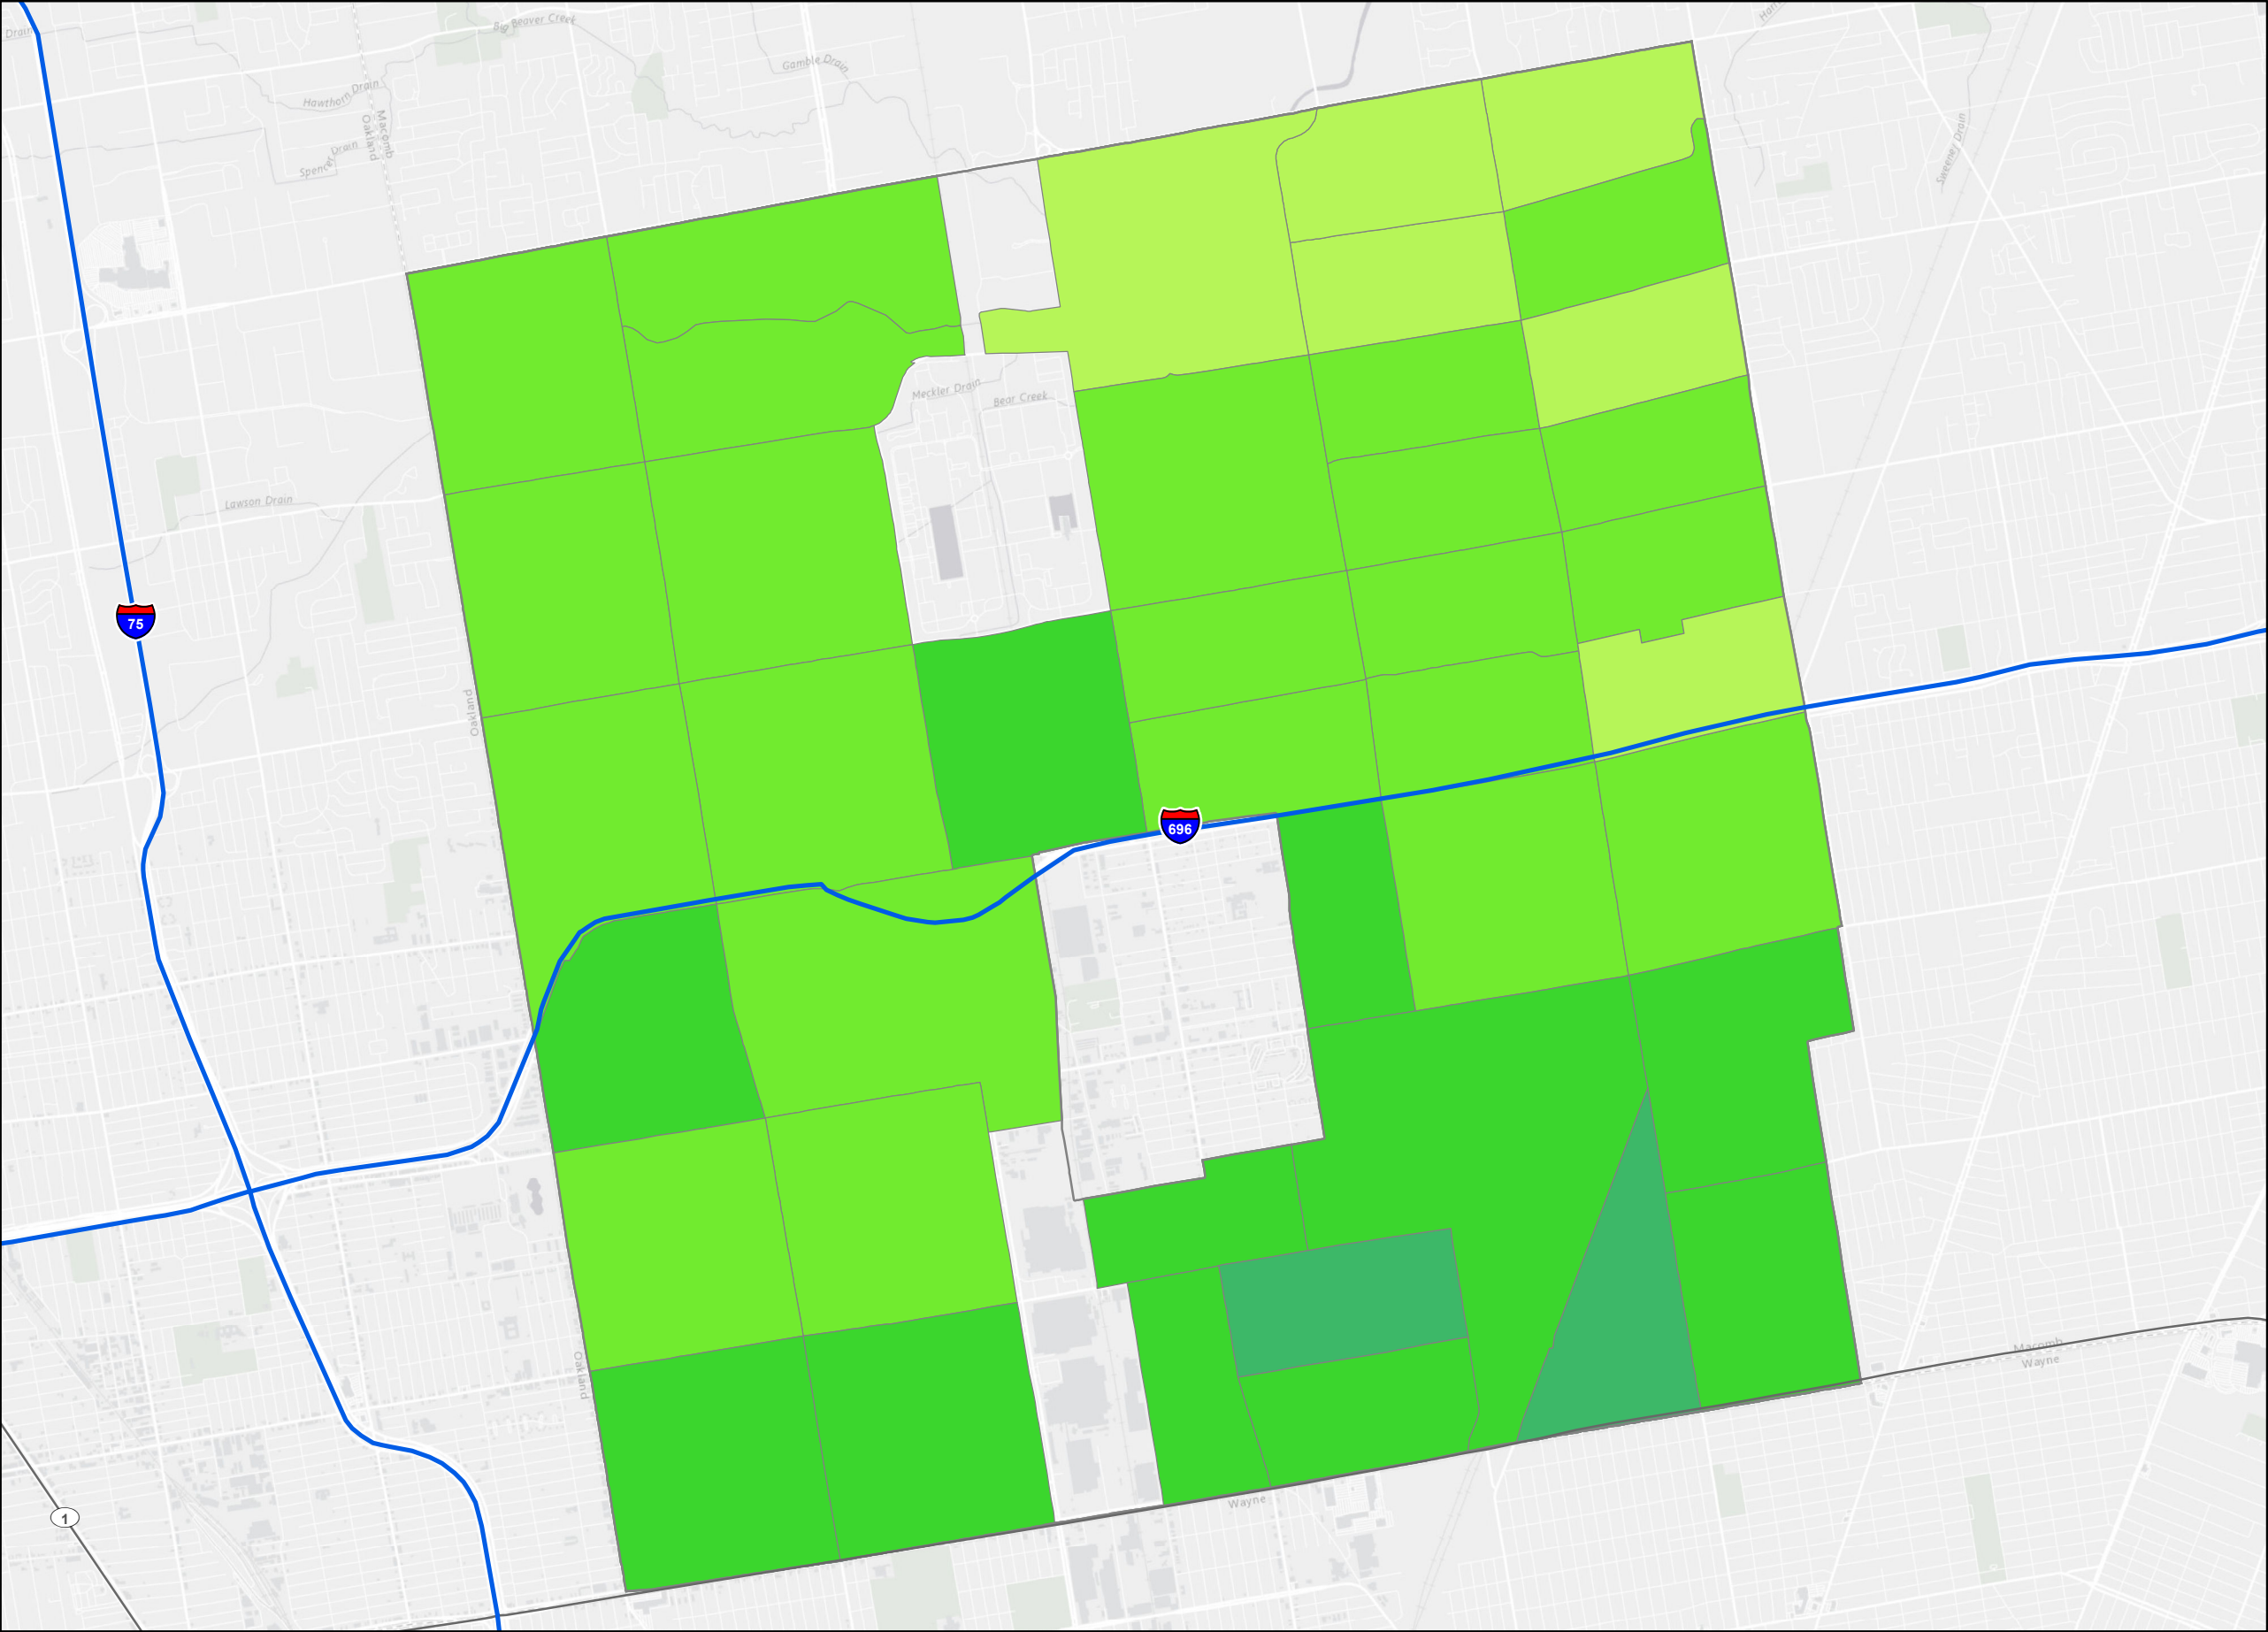 Drain
Big Beaver Creek
Gamble Drain
Hawthorn Drain
Macomb
Oakland
Spencer Drain
Sweeney Drain
Meckler Drain
Bear Creek
Lawson Drain
75
Oakland
696
Oakland
Macomb
Wayne
Wayne
1